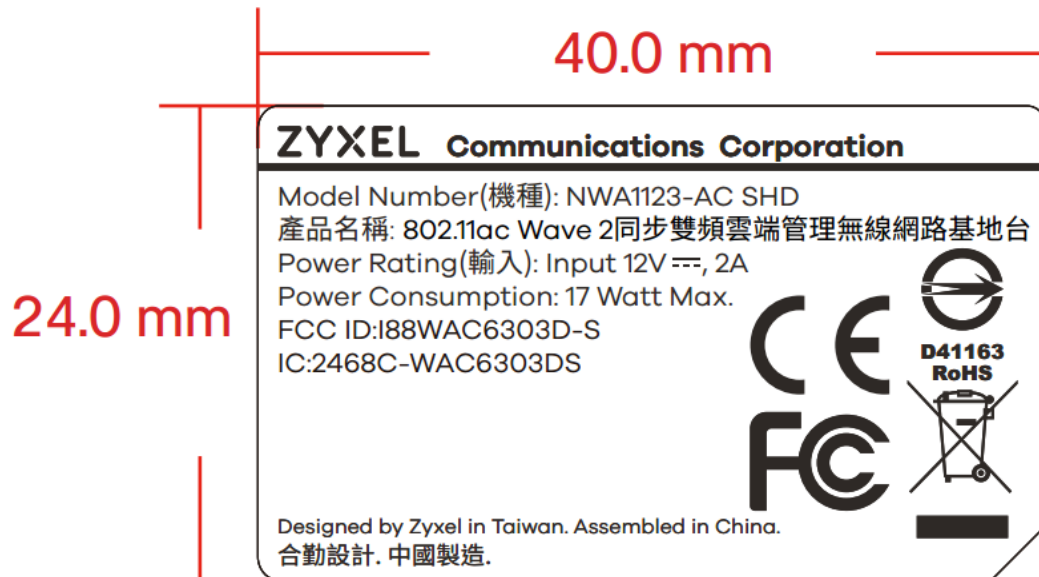 40.0 mm
24.0 mm
ZYXEL Communications Corporation
Model Number(機種): NWA1123-AC SHD
產品名稱: 802.11ac Wave 2同步雙頻雲端管理無線網路基地台
Power Rating(輸入): Input 12V⎓, 2A
Power Consumption: 17 Watt Max.
FCC ID:I88WAC6303D-S
IC:2468C-WAC6303DS
CE
D41163
RoHS
FC
Designed by Zyxel in Taiwan. Assembled in China.
合勤設計. 中國製造.